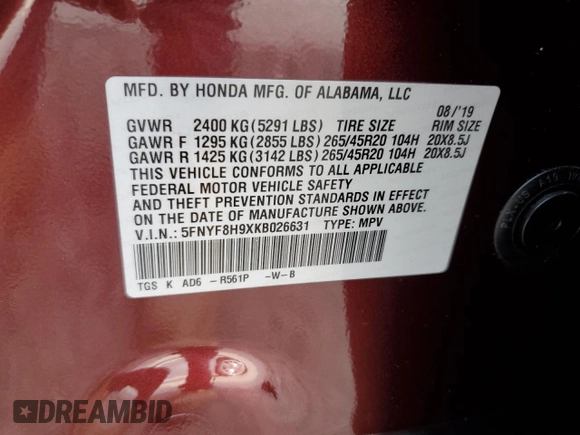 MFD. BY HONDA MFG. OF ALABAMA, LLC
08/'19
GVWR 2400 KG (5291 LBS) TIRE SIZE RIM SIZE
GAWR F 1295 KG (2855 LBS) 265/45R20 104H 20X8.5J
GAWR R 1425 KG (3142 LBS) 265/45R20 104H 20X8.5J
THIS VEHICLE CONFORMS TO ALL APPLICABLE
FEDERAL MOTOR VEHICLE SAFETY
AND THEFT PREVENTION STANDARDS IN EFFECT
ON THE DATE OF MANUFACTURE SHOWN ABOVE.
V.I.N.: 5FNYF8H9XKB026631 TYPE: MPV
TGS K AD6 - R561P -W-B
DREAMBID